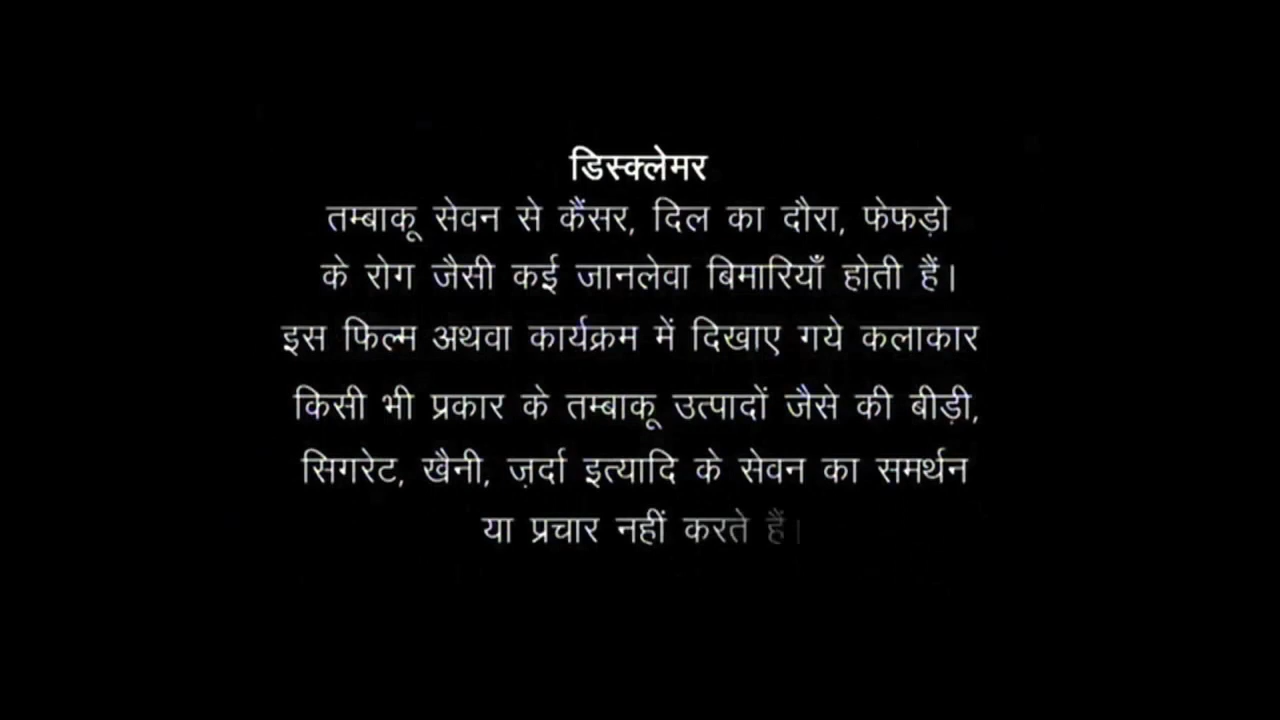 डिस्क्लेमर
तम्बाकू सेवन से कैंसर, दिल का दौरा, फेफड़ो
के रोग जैसी कई जानलेवा बिमारियाँ होती हैं।
इस फिल्म अथवा कार्यक्रम में दिखाए गये कलाकार
किसी भी प्रकार के तम्बाकू उत्पादों जैसे की बीड़ी,
सिगरेट, खैनी, ज़र्दा इत्यादि के सेवन का समर्थन
या प्रचार नहीं करते हैं।